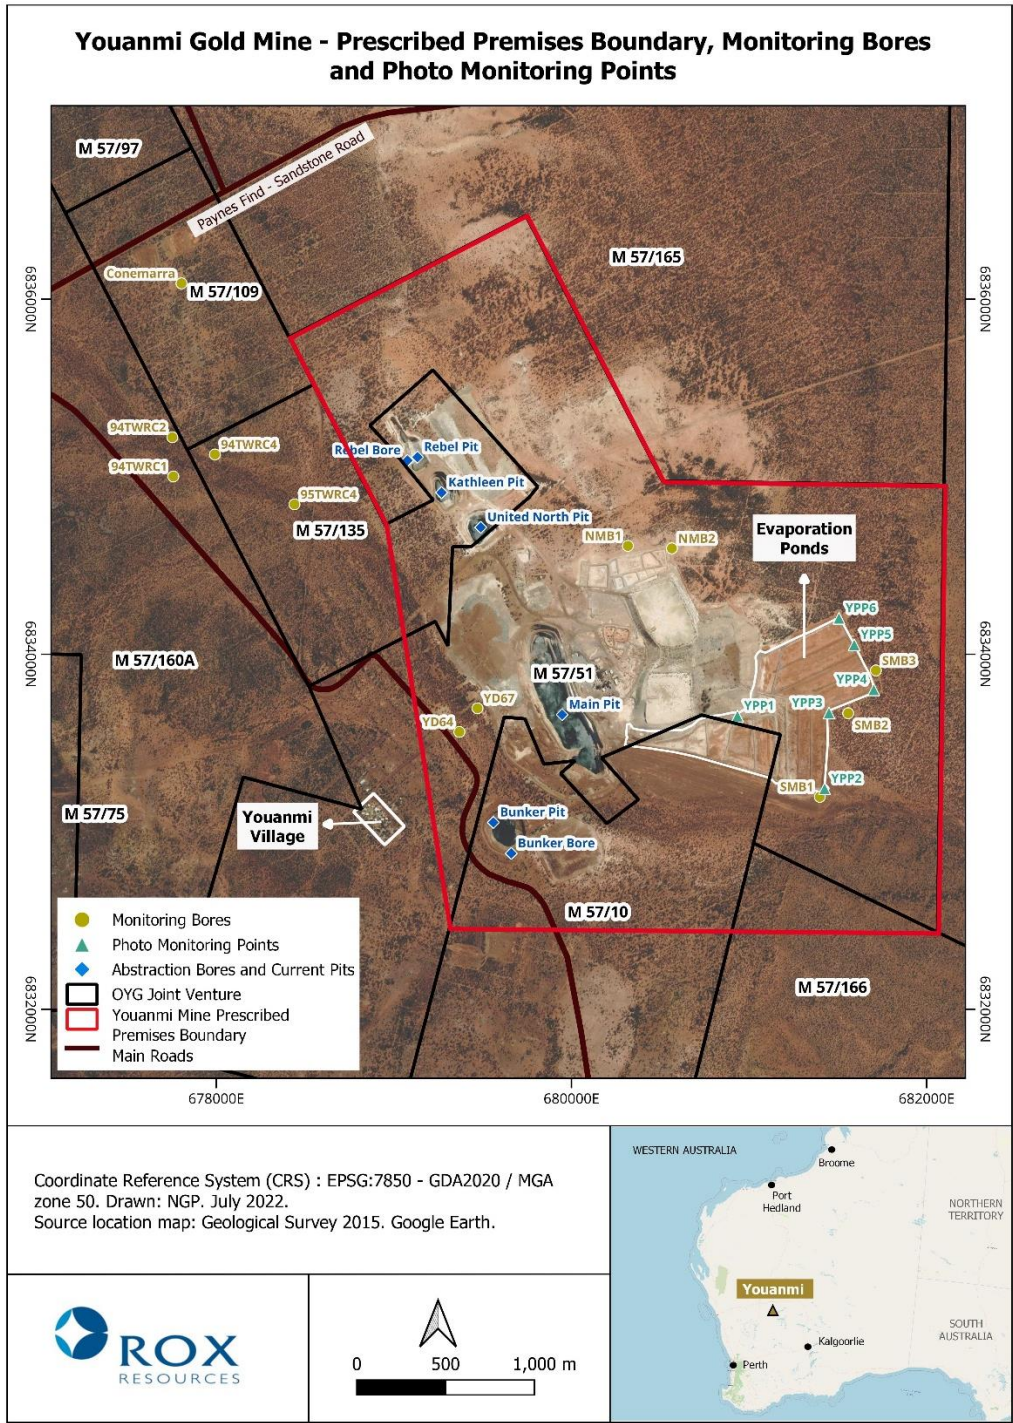 Youanmi Gold Mine - Prescribed Premises Boundary, Monitoring Bores
and Photo Monitoring Points
M 57/97
Paynes Find - Sandstone Road
M 57/165
Conemarra
M 57/109
6836000N
6836000N
94TWRC2
94TWRC4
94TWRC1
95TWRC4
M 57/135
Rebel Bore
Rebel Pit
Kathleen Pit
United North Pit
NMB1
NMB2
Evaporation
Ponds
YPP6
YPP5
SMB3
YPP4
6834000N
6834000N
M 57/160A
M 57/51
Main Pit
YD67
YD64
YPP1
YPP3
SMB2
SMB1
YPP2
M 57/75
Youanmi
Village
Bunker Pit
Bunker Bore
M 57/10
M 57/166
Monitoring Bores
Photo Monitoring Points
Abstraction Bores and Current Pits
OYG Joint Venture
Youanmi Mine Prescribed
Premises Boundary
Main Roads
6832000N
6832000N
678000E
680000E
682000E
Coordinate Reference System (CRS) : EPSG:7850 - GDA2020 / MGA
zone 50. Drawn: NGP. July 2022.
Source location map: Geological Survey 2015. Google Earth.
ROX
RESOURCES
0 500 1,000 m
WESTERN AUSTRALIA
Broome
Port
Hedland
NORTHERN
TERRITORY
Youanmi
SOUTH
AUSTRALIA
Kalgoorlie
Perth